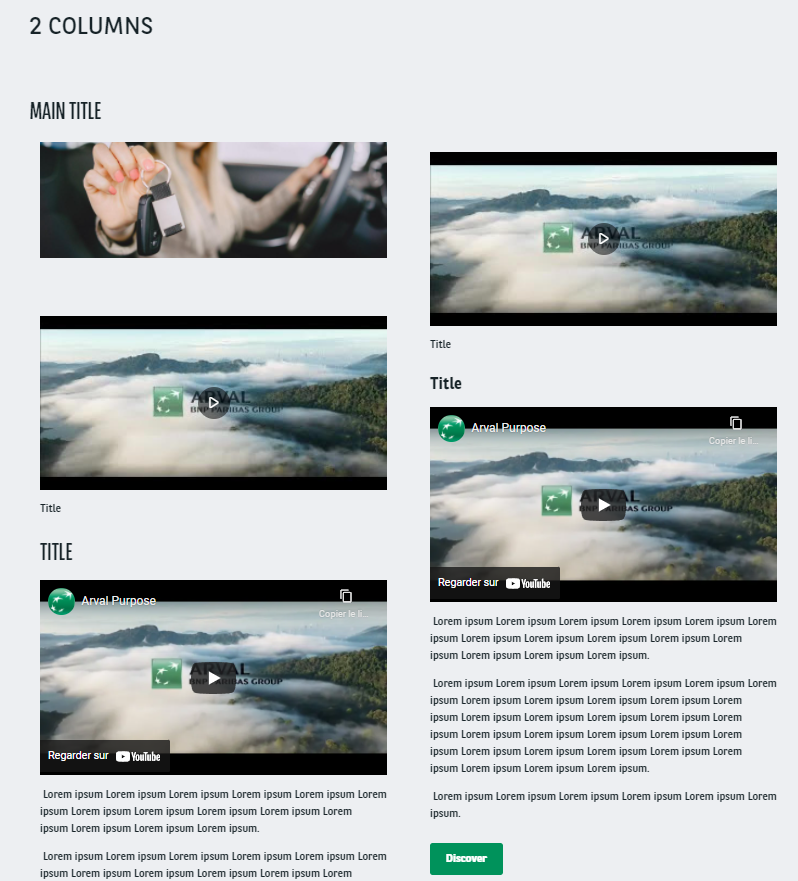 2 COLUMNS
MAIN TITLE
ARVAL
BNP PARIBAS GROUP
Title
TITLE
Arval Purpose
Copier le li...
ARVAL
BNP PARIBAS GROUP
Regarder sur YouTube
Lorem ipsum Lorem ipsum Lorem ipsum Lorem ipsum Lorem ipsum Lorem
ipsum Lorem ipsum Lorem ipsum Lorem ipsum Lorem ipsum Lorem
ipsum Lorem ipsum Lorem ipsum Lorem ipsum.
Lorem ipsum Lorem ipsum Lorem ipsum Lorem ipsum Lorem ipsum Lorem
ipsum Lorem ipsum Lorem ipsum Lorem ipsum Lorem ipsum Lorem
ARVAL
BNP PARIBAS GROUP
Title
Title
Arval Purpose
Copier le li...
ARVAL
BNP PARIBAS GROUP
Regarder sur YouTube
Lorem ipsum Lorem ipsum Lorem ipsum Lorem ipsum Lorem ipsum Lorem
ipsum Lorem ipsum Lorem ipsum Lorem ipsum Lorem ipsum Lorem
ipsum Lorem ipsum Lorem ipsum Lorem ipsum.
Lorem ipsum Lorem ipsum Lorem ipsum Lorem ipsum Lorem ipsum Lorem
ipsum Lorem ipsum Lorem ipsum Lorem ipsum Lorem ipsum Lorem
ipsum Lorem ipsum Lorem ipsum Lorem ipsum Lorem ipsum Lorem
ipsum Lorem ipsum Lorem ipsum Lorem ipsum Lorem ipsum Lorem
ipsum Lorem ipsum Lorem ipsum Lorem ipsum Lorem ipsum Lorem
ipsum Lorem ipsum Lorem ipsum Lorem ipsum.
Lorem ipsum Lorem ipsum Lorem ipsum Lorem ipsum Lorem ipsum Lorem
ipsum.
Discover